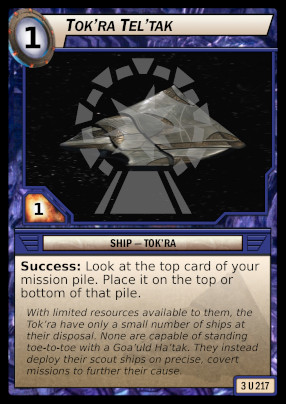 1
TOK'RA TEL'TAK
1
SHIP – TOK'RA
Success: Look at the top card of your
mission pile. Place it on the top or
bottom of that pile.
With limited resources available to them, the
Tok'ra have only a small number of ships at
their disposal. None are capable of standing
toe-to-toe with a Goa'uld Ha'tak. They instead
deploy their scout ships on precise, covert
missions to further their cause.
3 U 217